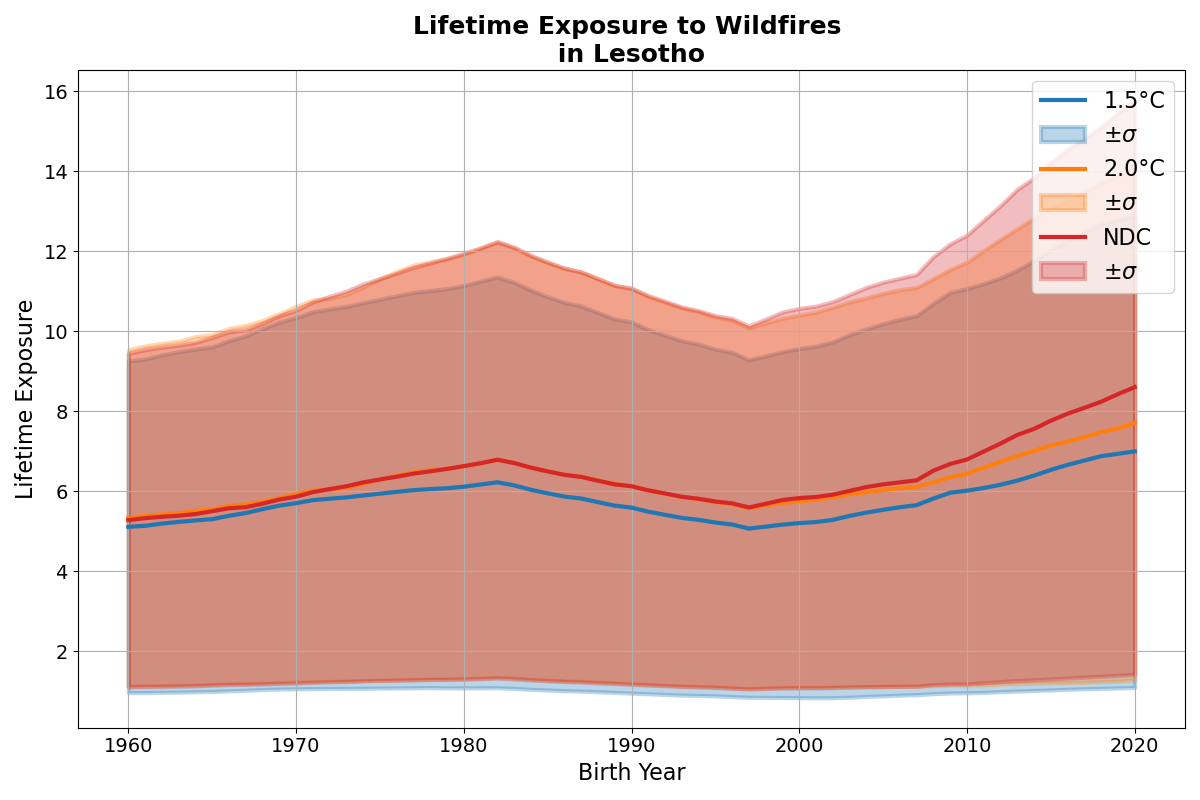 Lifetime Exposure to Wildfires
in Lesotho
Lifetime Exposure
16
14
12
10
8
6
4
2
1960
1970
1980
1990
2000
2010
2020
Birth Year
1.5°C
±σ
2.0°C
±σ
NDC
±σ